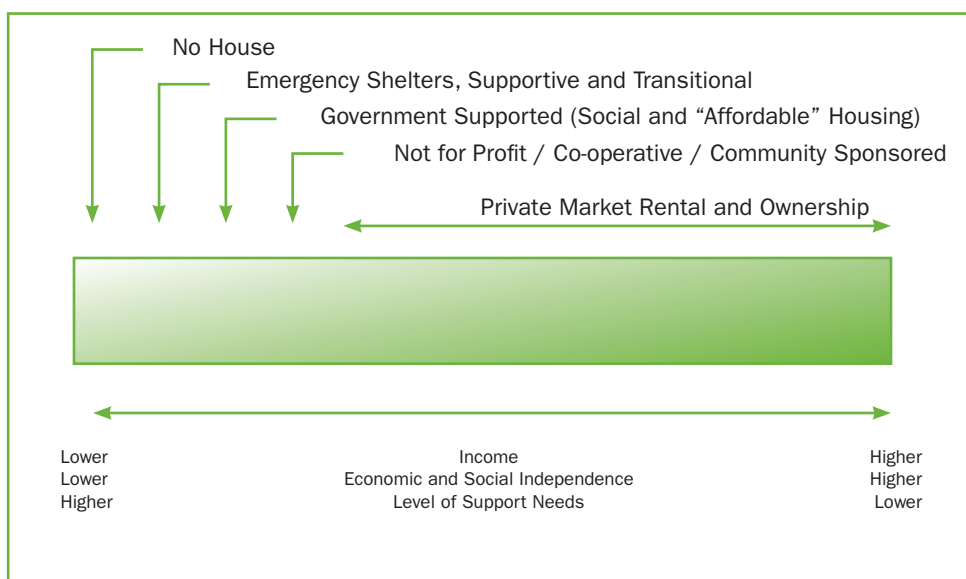 No House
Emergency Shelters, Supportive and Transitional
Government Supported (Social and “Affordable” Housing)
Not for Profit / Co-operative / Community Sponsored
Private Market Rental and Ownership
Lower Income Higher
Lower Economic and Social Independence Higher
Higher Level of Support Needs Lower